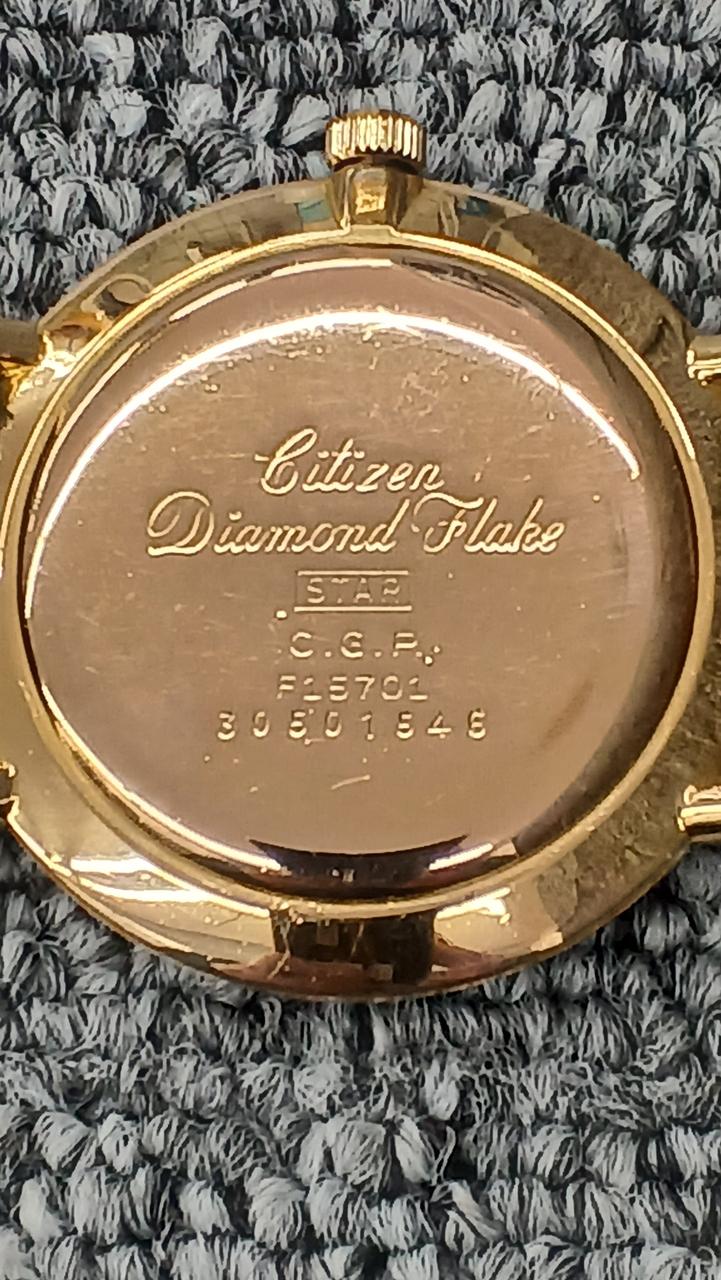 Citizen
Diamond Flake
STAR
C.G.P.
F15701
30501546